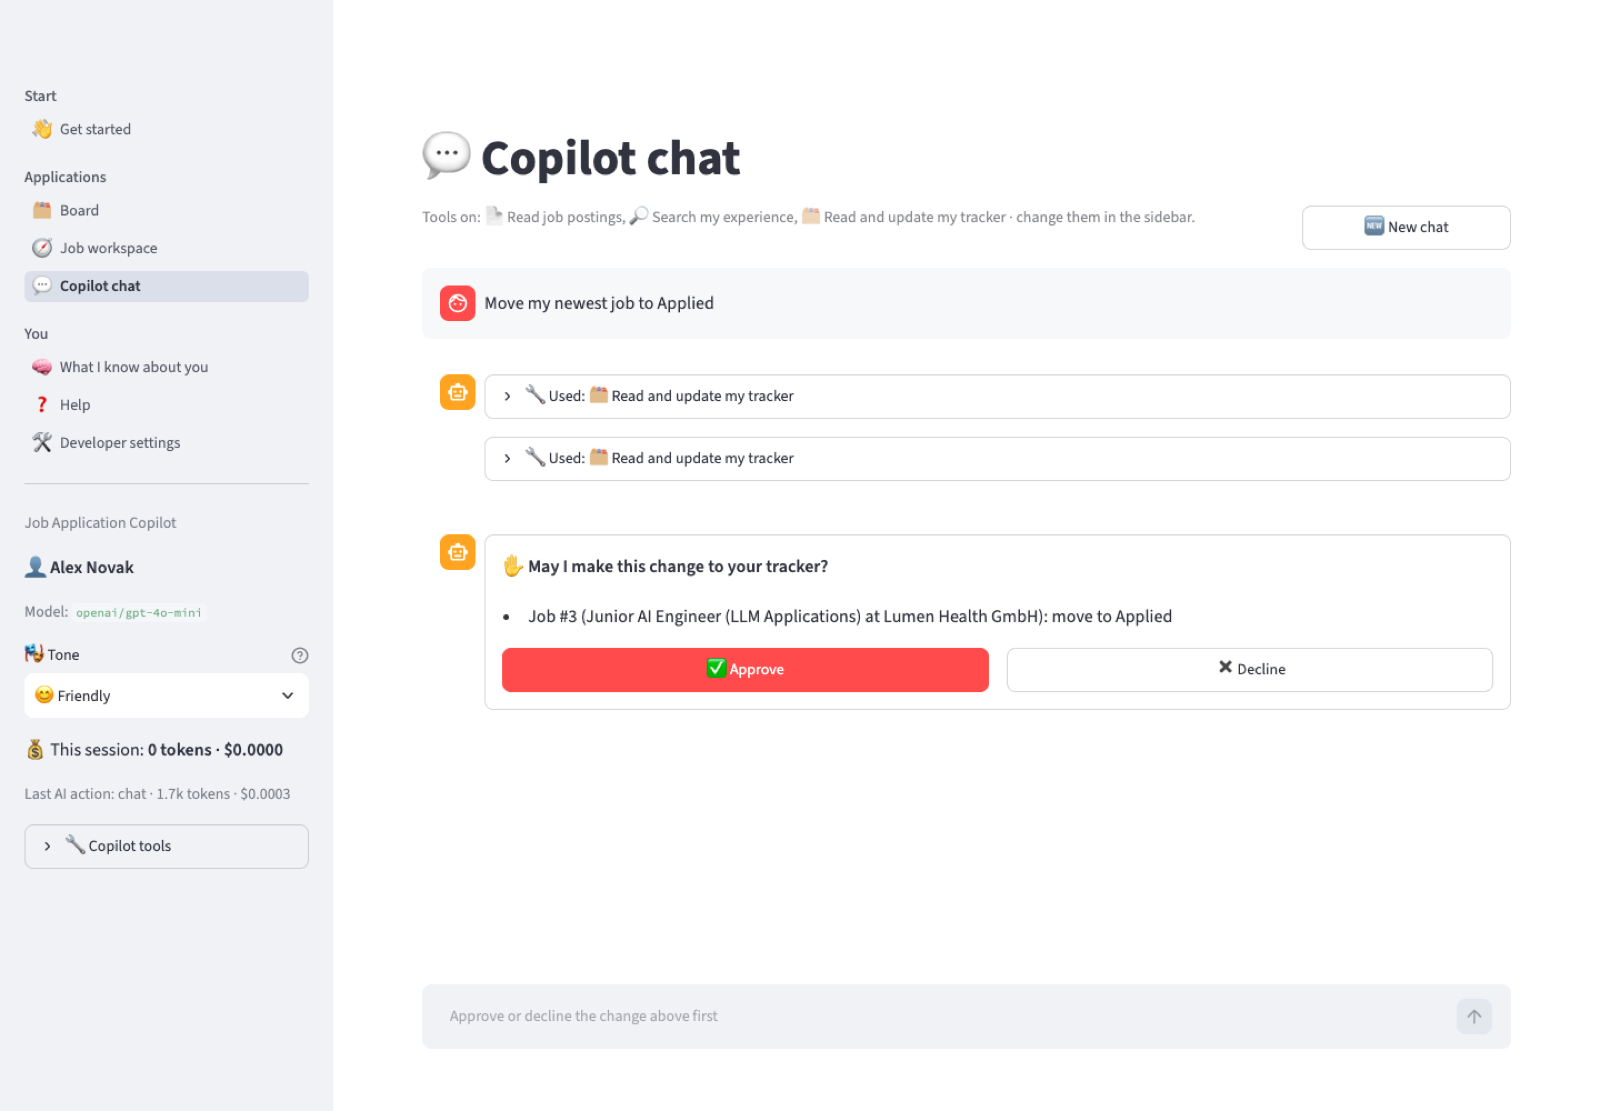 Start
Get started
Applications
Board
Job workspace
Copilot chat
You
What I know about you
Help
Developer settings
Job Application Copilot
Alex Novak
Model: openai/gpt-4o-mini
Tone
Friendly
This session: 0 tokens · $0.0000
Last AI action: chat · 1.7k tokens · $0.0003
Copilot tools
Copilot chat
Tools on: Read job postings, Search my experience, Read and update my tracker · change them in the sidebar.
NEW New chat
Move my newest job to Applied
Used: Read and update my tracker
Used: Read and update my tracker
May I make this change to your tracker?
• Job #3 (Junior AI Engineer (LLM Applications) at Lumen Health GmbH): move to Applied
Approve
Decline
Approve or decline the change above first